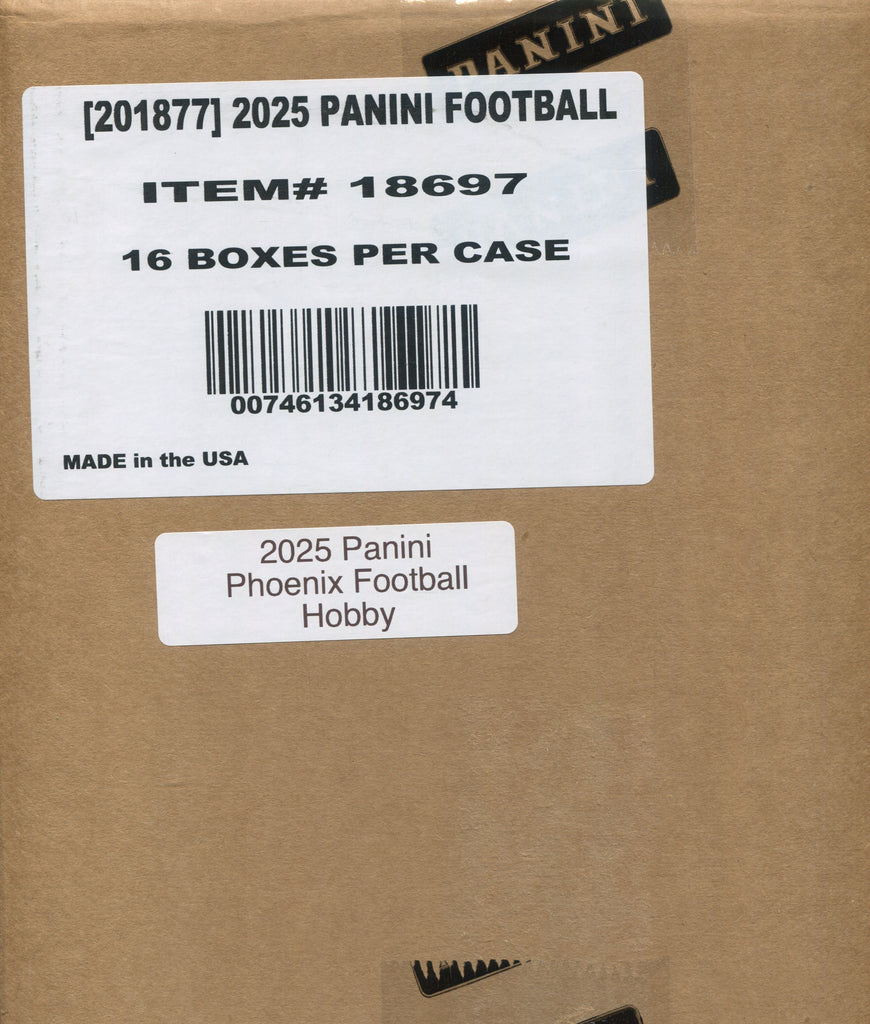 PANINI
[201877] 2025 PANINI FOOTBALL
ITEM# 18697
16 BOXES PER CASE
00746134186974
MADE in the USA
2025 Panini
Phoenix Football
Hobby